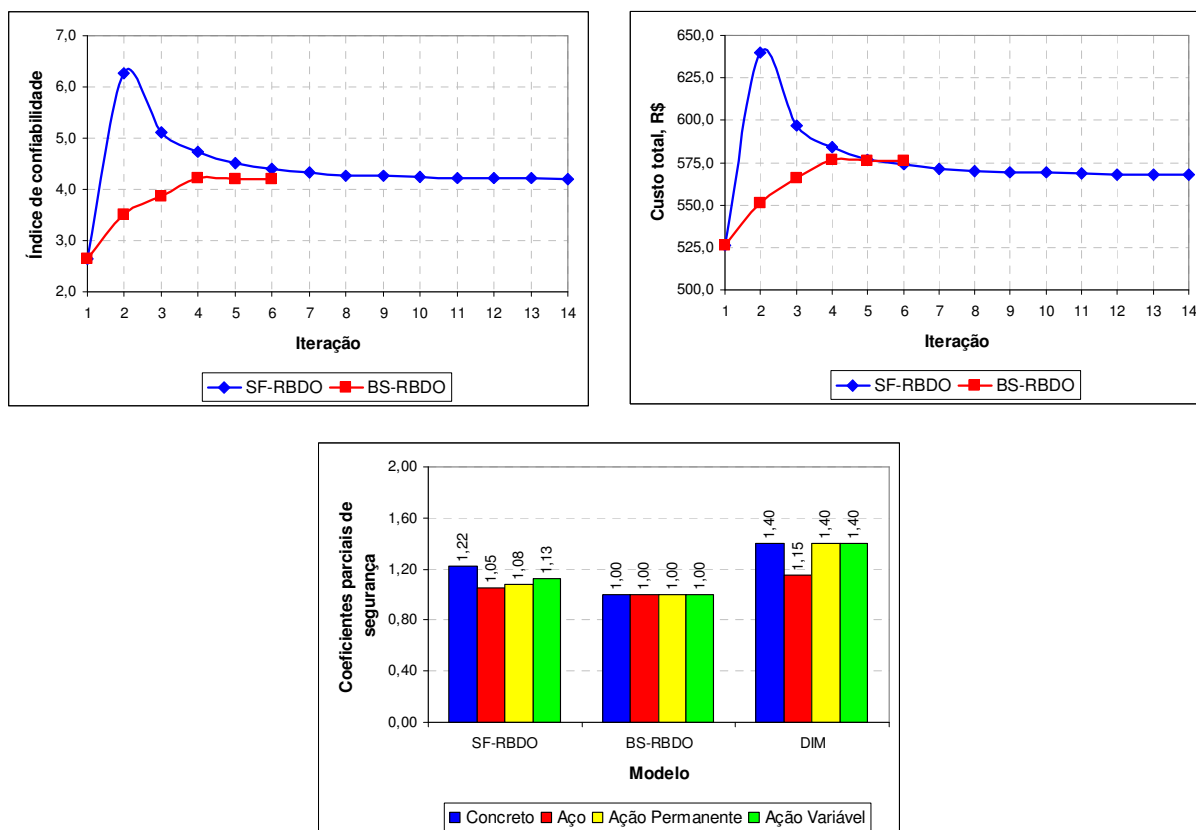 7,0
6,0
5,0
4,0
3,0
2,0
Índice de confiabilidade
1 2 3 4 5 6 7 8 9 10 11 12 13 14
Iteração
SF-RBDO BS-RBDO
650,0
625,0
600,0
575,0
550,0
525,0
500,0
Custo total, R$
1 2 3 4 5 6 7 8 9 10 11 12 13 14
Iteração
SF-RBDO BS-RBDO
2,00
1,60
1,20
0,80
0,40
0,00
Coeficientes parciais de
segurança
1,22 1,05 1,08 1,13 1,00 1,00 1,00 1,00 1,40 1,15 1,40 1,40
SF-RBDO BS-RBDO DIM
Modelo
Concreto Aço Ação Permanente Ação Variável